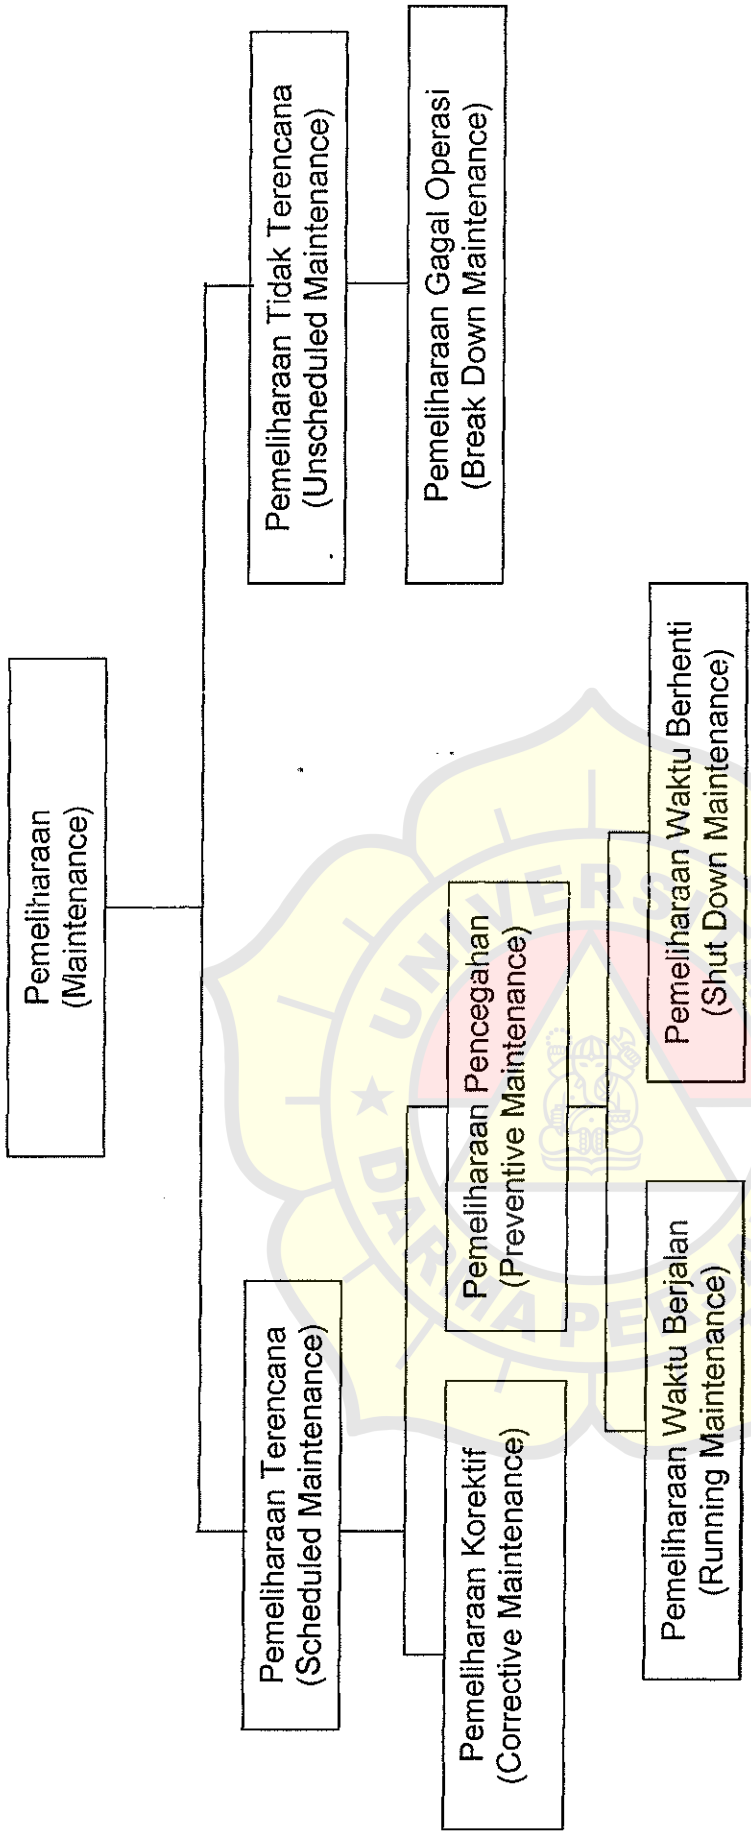 Pemeliharaan
(Maintenance)
Pemeliharaan Terencana
(Scheduled Maintenance)
Pemeliharaan Tidak Terencana
(Unscheduled Maintenance)
Pemeliharaan Korektif
(Corrective Maintenance)
Pemeliharaan Pencegahan
(Preventive Maintenance)
Pemeliharaan Gagal Operasi
(Break Down Maintenance)
Pemeliharaan Waktu Berjalan
(Running Maintenance)
Pemeliharaan Waktu Berhenti
(Shut Down Maintenance)